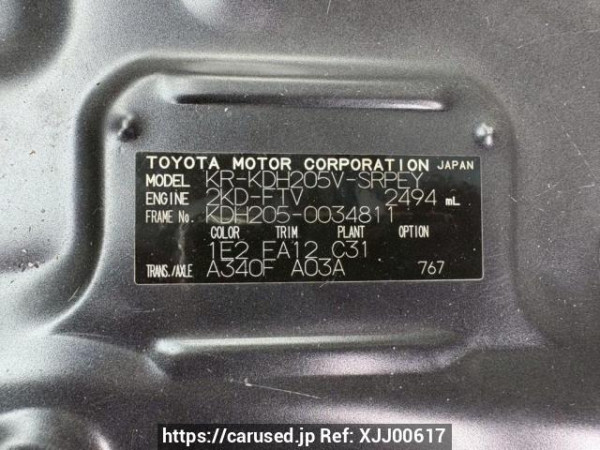 TOYOTA MOTOR CORPORATION JAPAN
MODEL KR-KDH205V-SRPEY
ENGINE 2KD-FTV 2494 mL
FRAME No. KDH205-0034811
COLOR TRIM PLANT OPTION
1E2 FA12 C31
TRANS./AXLE A340F A03A 767
https://carused.jp Ref: XJJ00617